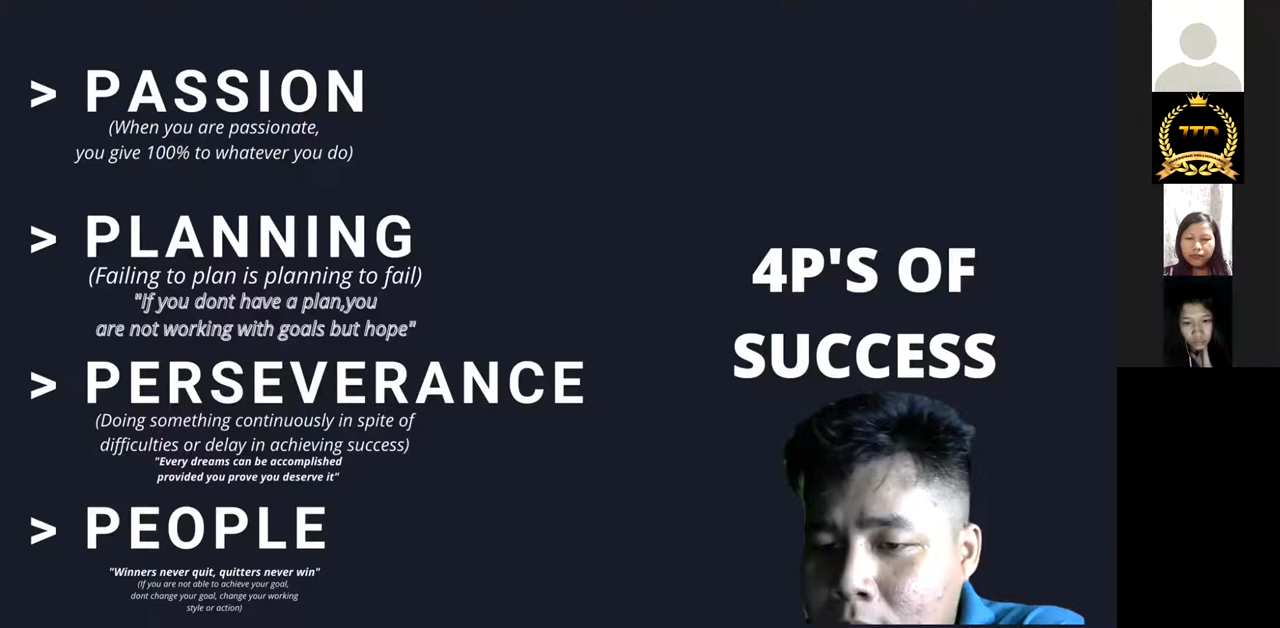 > PASSION
(When you are passionate,
you give 100% to whatever you do)
> PLANNING
(Failing to plan is planning to fail)
"If you dont have a plan,you
are not working with goals but hope"
> PERSEVERANCE
(Doing something continuously in spite of
difficulties or delay in achieving success)
"Every dreams can be accomplished
provided you prove you deserve it"
> PEOPLE
"Winners never quit, quitters never win"
(If you are not able to achieve your goal,
dont change your goal, change your working
style or action)
4P'S OF
SUCCESS